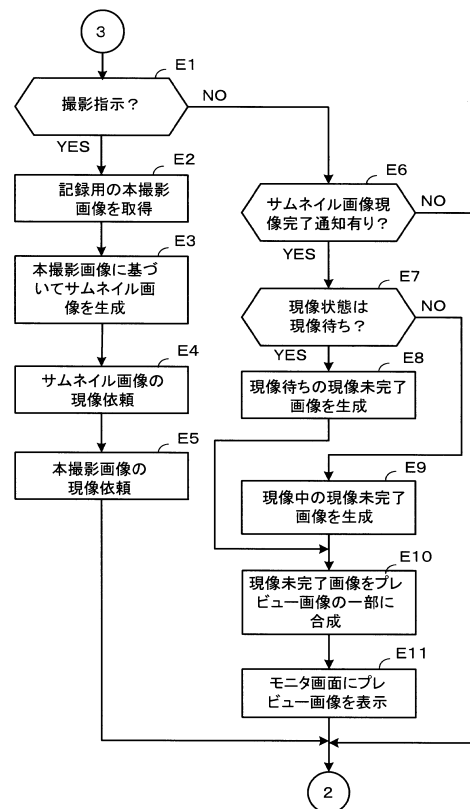 3
E1
撮影指示?
NO
YES
E2
記録用の本撮影
画像を取得
E3
本撮影画像に基づ
いてサムネイル画
像を生成
E4
サムネイル画像の
現像依頼
E5
本撮影画像の
現像依頼
E6
サムネイル画像現
像完了通知有り?
NO
YES
E7
現像状態は
現像待ち?
NO
YES
E8
現像待ちの現像未完了
画像を生成
E9
現像中の現像未完了
画像を生成
E10
現像未完了画像をプレ
ビュー画像の一部に
合成
E11
モニタ画面にプレ
ビュー画像を表示
2